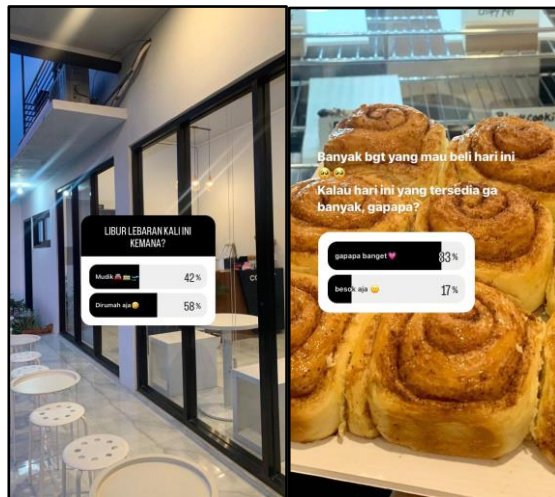 LIBUR LEBARAN KALI INI
KEMANA?
Mudik 🚗🚃🛫 42%
Dirumah aja😂 58%
Banyak bgt yang mau beli hari ini
🥺🥺
Kalau hari ini yang tersedia ga
banyak, gapapa?
gapapa banget💗 83%
besok aja 😊 17%